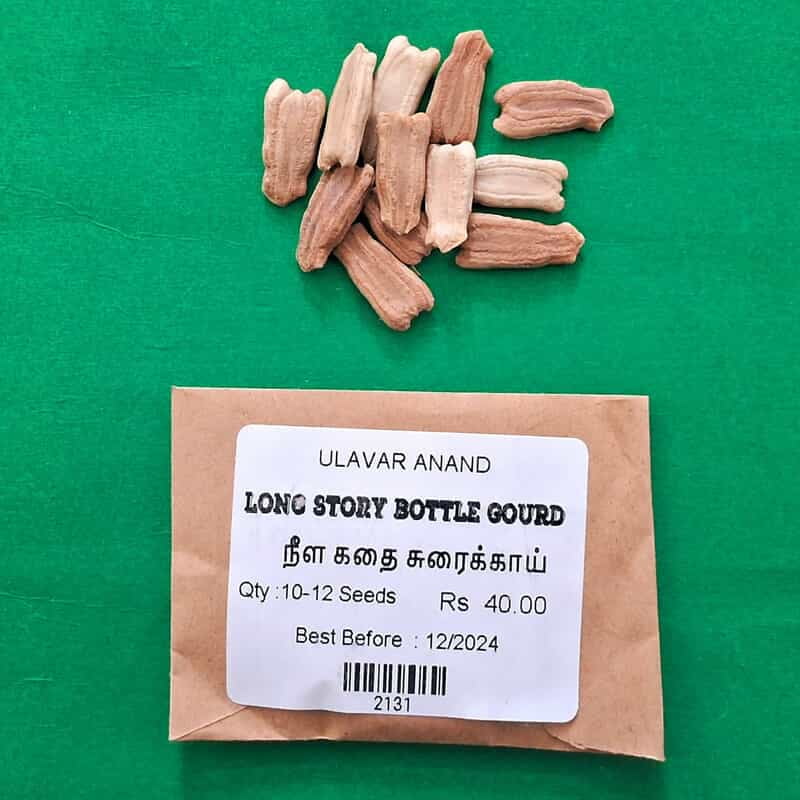 ULAVAR ANAND
LONG STORY BOTTLE GOURD
நீள கதை சுரைக்காய்
Qty :10-12 Seeds Rs 40.00
Best Before : 12/2024
2131